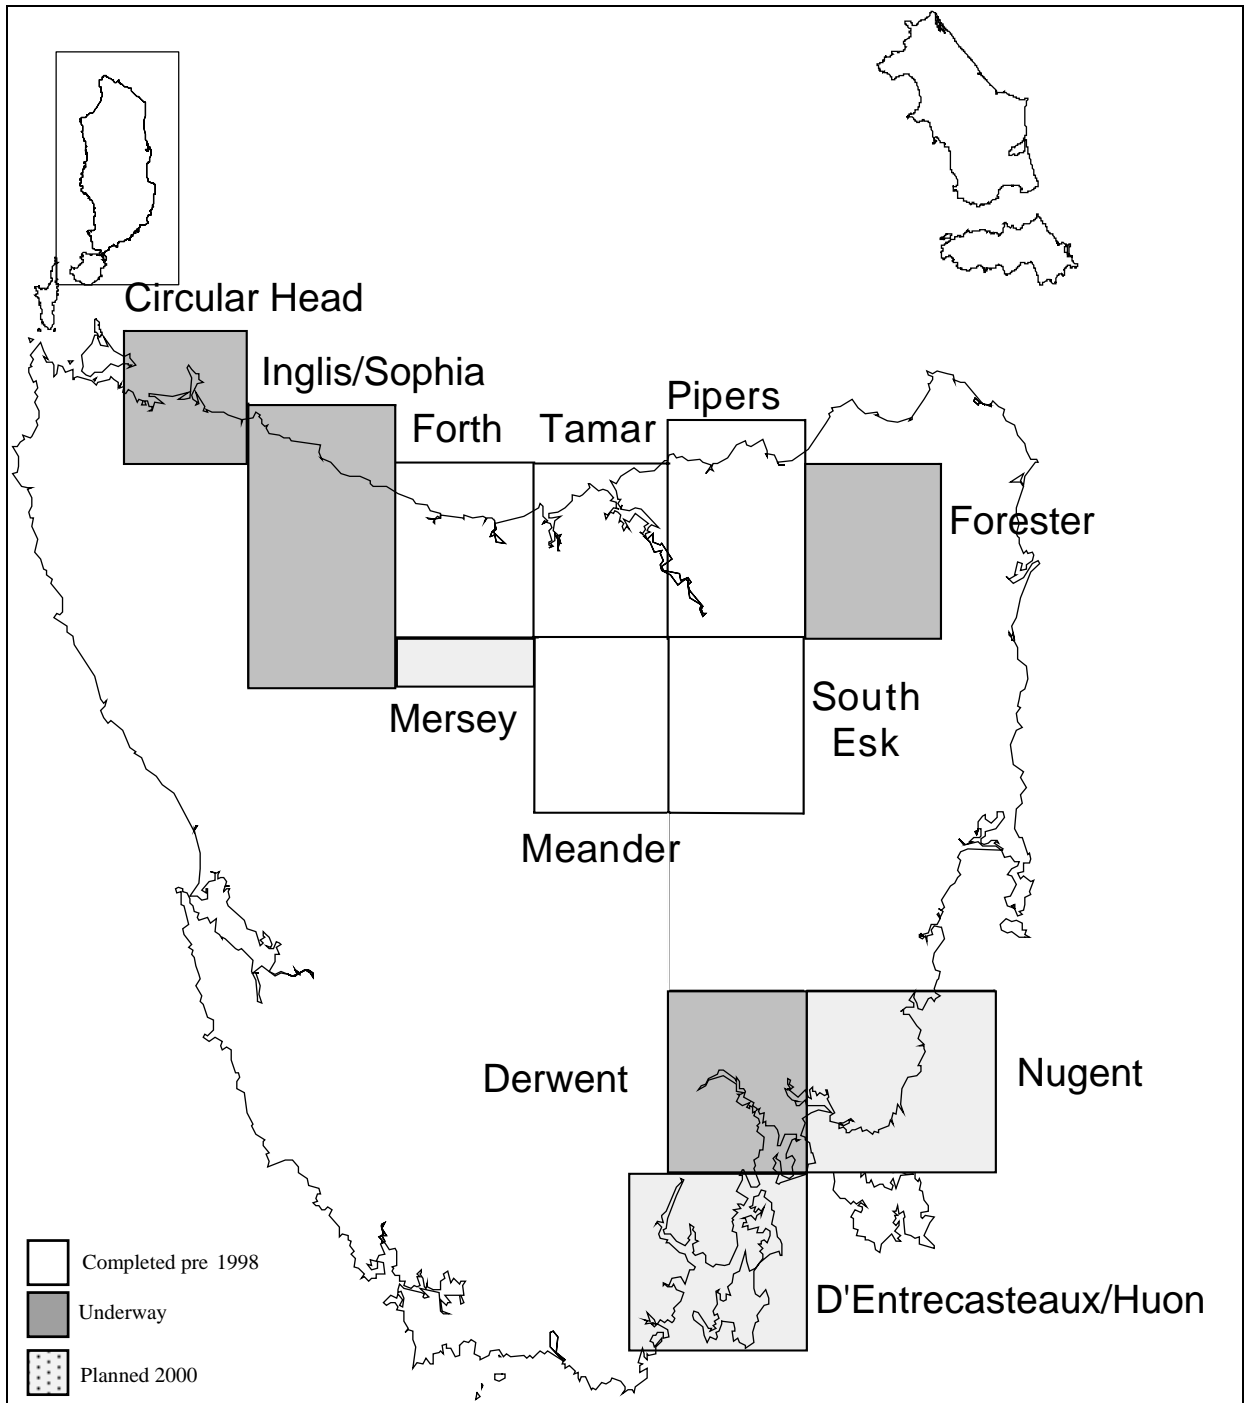 Circular Head
Inglis/Sophia
Pipers
Forth
Tamar
Forester
Mersey
South
Esk
Meander
Derwent
Nugent
D'Entrecasteaux/Huon
Completed pre 1998
Underway
Planned 2000